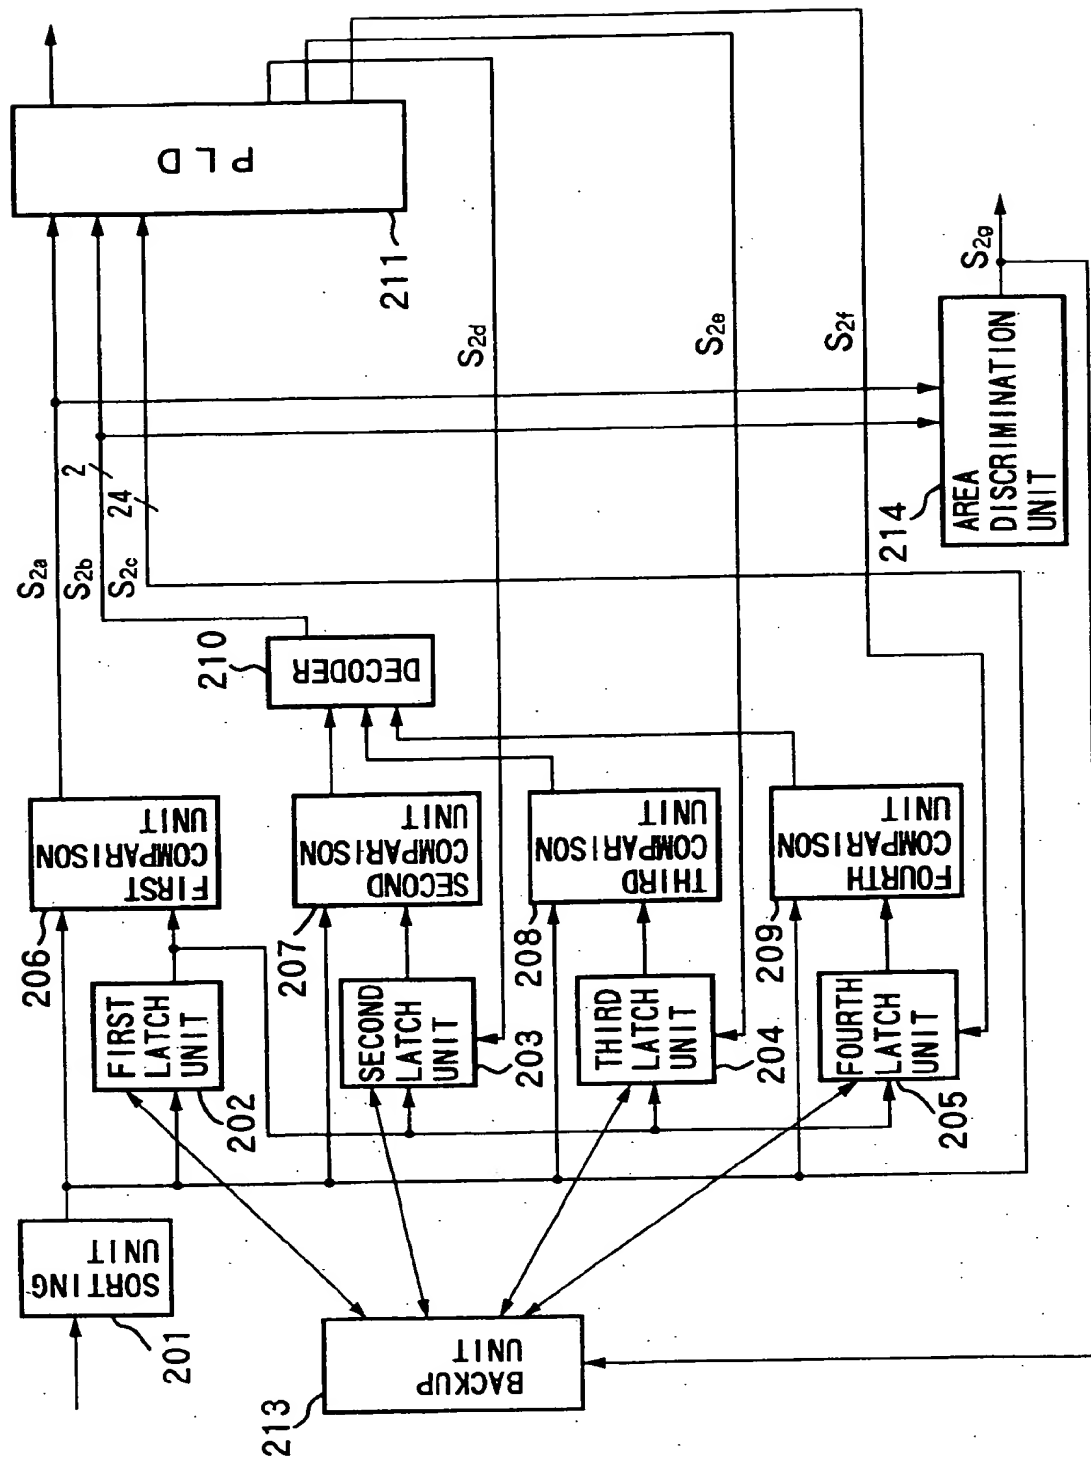 PLD
211
S2a
S2b
S2c
2
24
S2d
S2e
S2f
S2g
AREA
DISCRIMINATION
UNIT
214
210
DECODER
206
FIRST
COMPARISON
UNIT
207
SECOND
COMPARISON
UNIT
208
THIRD
COMPARISON
UNIT
209
FOURTH
COMPARISON
UNIT
FIRST
LATCH
UNIT
202
SECOND
LATCH
UNIT
203
THIRD
LATCH
UNIT
204
FOURTH
LATCH
UNIT
205
SORTING
UNIT
201
BACKUP
UNIT
213